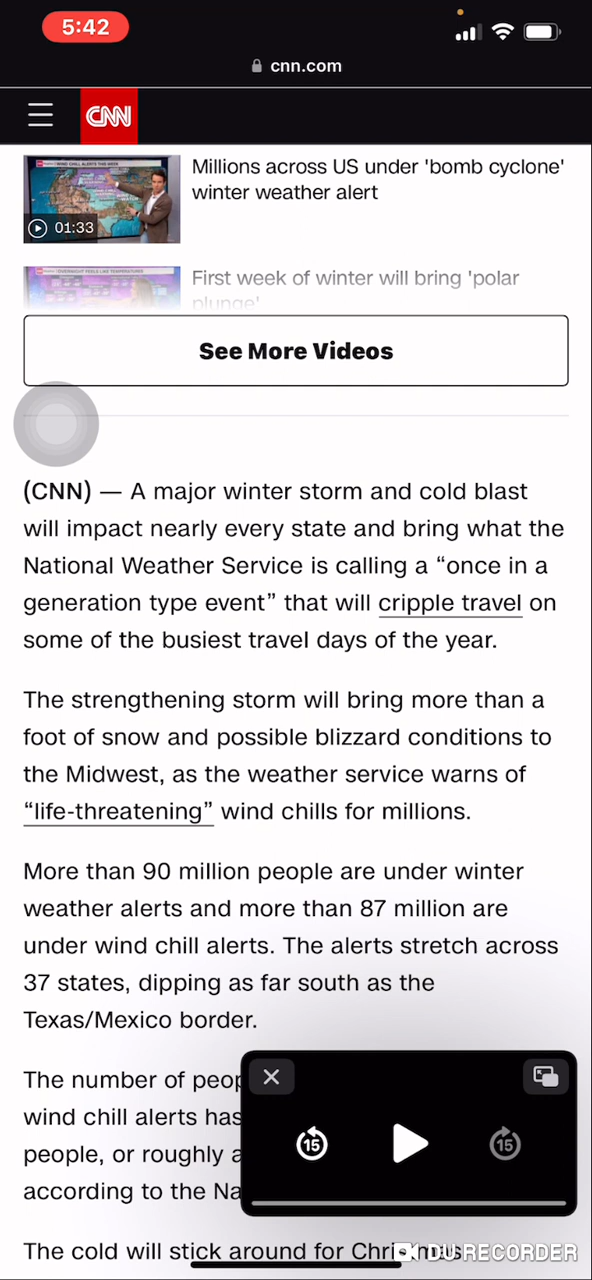 5:42
cnn.com
CNN
Millions across US under 'bomb cyclone'
winter weather alert
01:33
First week of winter will bring 'polar
plunge'
See More Videos
(CNN) — A major winter storm and cold blast
will impact nearly every state and bring what the
National Weather Service is calling a “once in a
generation type event” that will cripple travel on
some of the busiest travel days of the year.
The strengthening storm will bring more than a
foot of snow and possible blizzard conditions to
the Midwest, as the weather service warns of
“life-threatening” wind chills for millions.
More than 90 million people are under winter
weather alerts and more than 87 million are
under wind chill alerts. The alerts stretch across
37 states, dipping as far south as the
Texas/Mexico border.
The number of peop
wind chill alerts has
people, or roughly a
according to the Na
15
15
The cold will stick around for Christmas
DU RECORDER